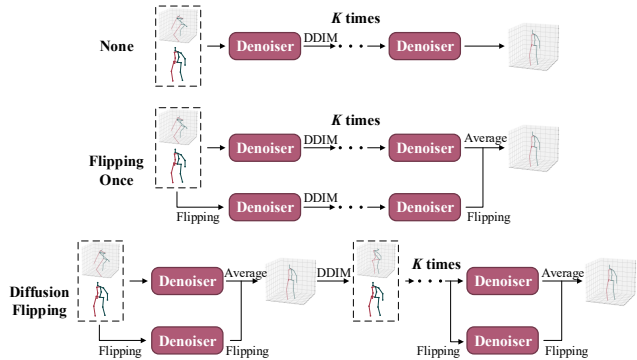 K times
None
Denoiser
DDIM
Denoiser
K times
Flipping
Once
Denoiser
DDIM
Denoiser
Average
Flipping
Denoiser
DDIM
Denoiser
Flipping
Diffusion
Flipping
Denoiser
Average
DDIM
K times
Denoiser
Average
Flipping
Denoiser
Flipping
Flipping
Denoiser
Flipping